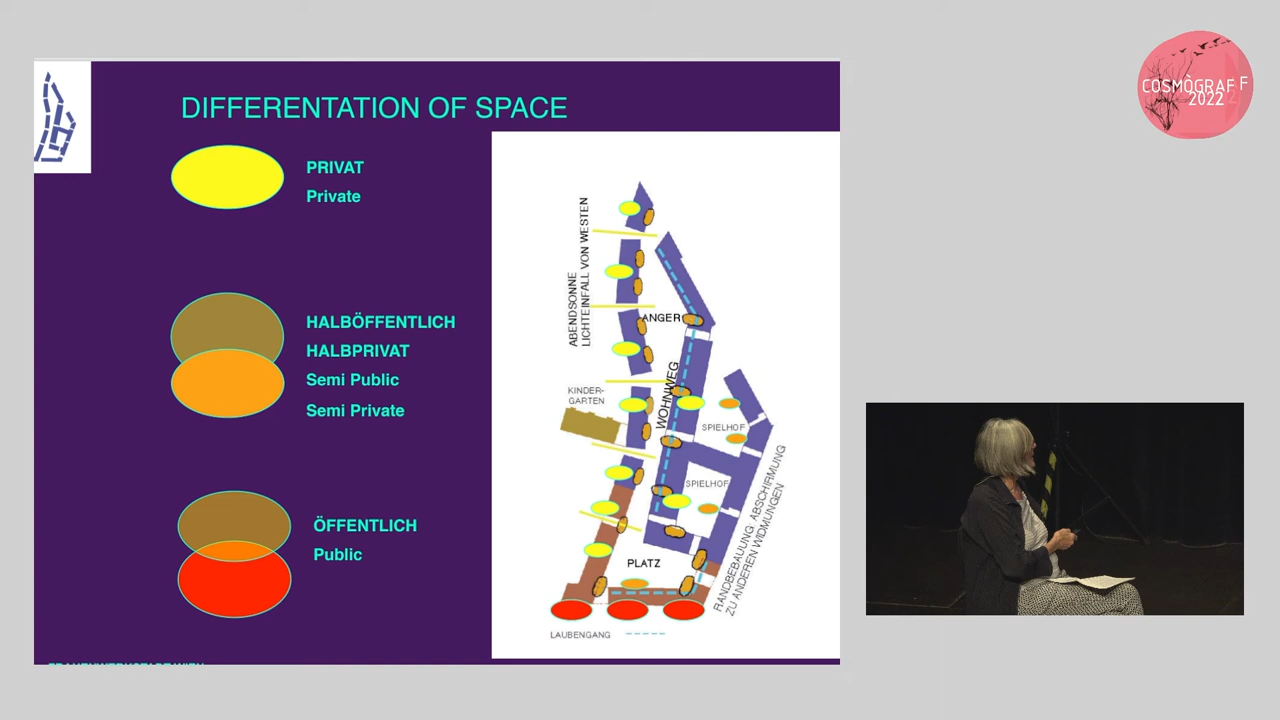 COSMÒGRAF F
2022
DIFFERENTATION OF SPACE
PRIVAT
Private
HALBÖFFENTLICH
HALBPRIVAT
Semi Public
Semi Private
ÖFFENTLICH
Public
ABENDSONNE
LICHTEINFALL VON WESTEN
ANGER
WOHNWEG
KINDER-
GARTEN
SPIELHOF
SPIELHOF
PLATZ
RANDBEBAUUNG: ABSCHIRMUNG
ZU ANDEREN WIDMUNGEN
LAUBENGANG